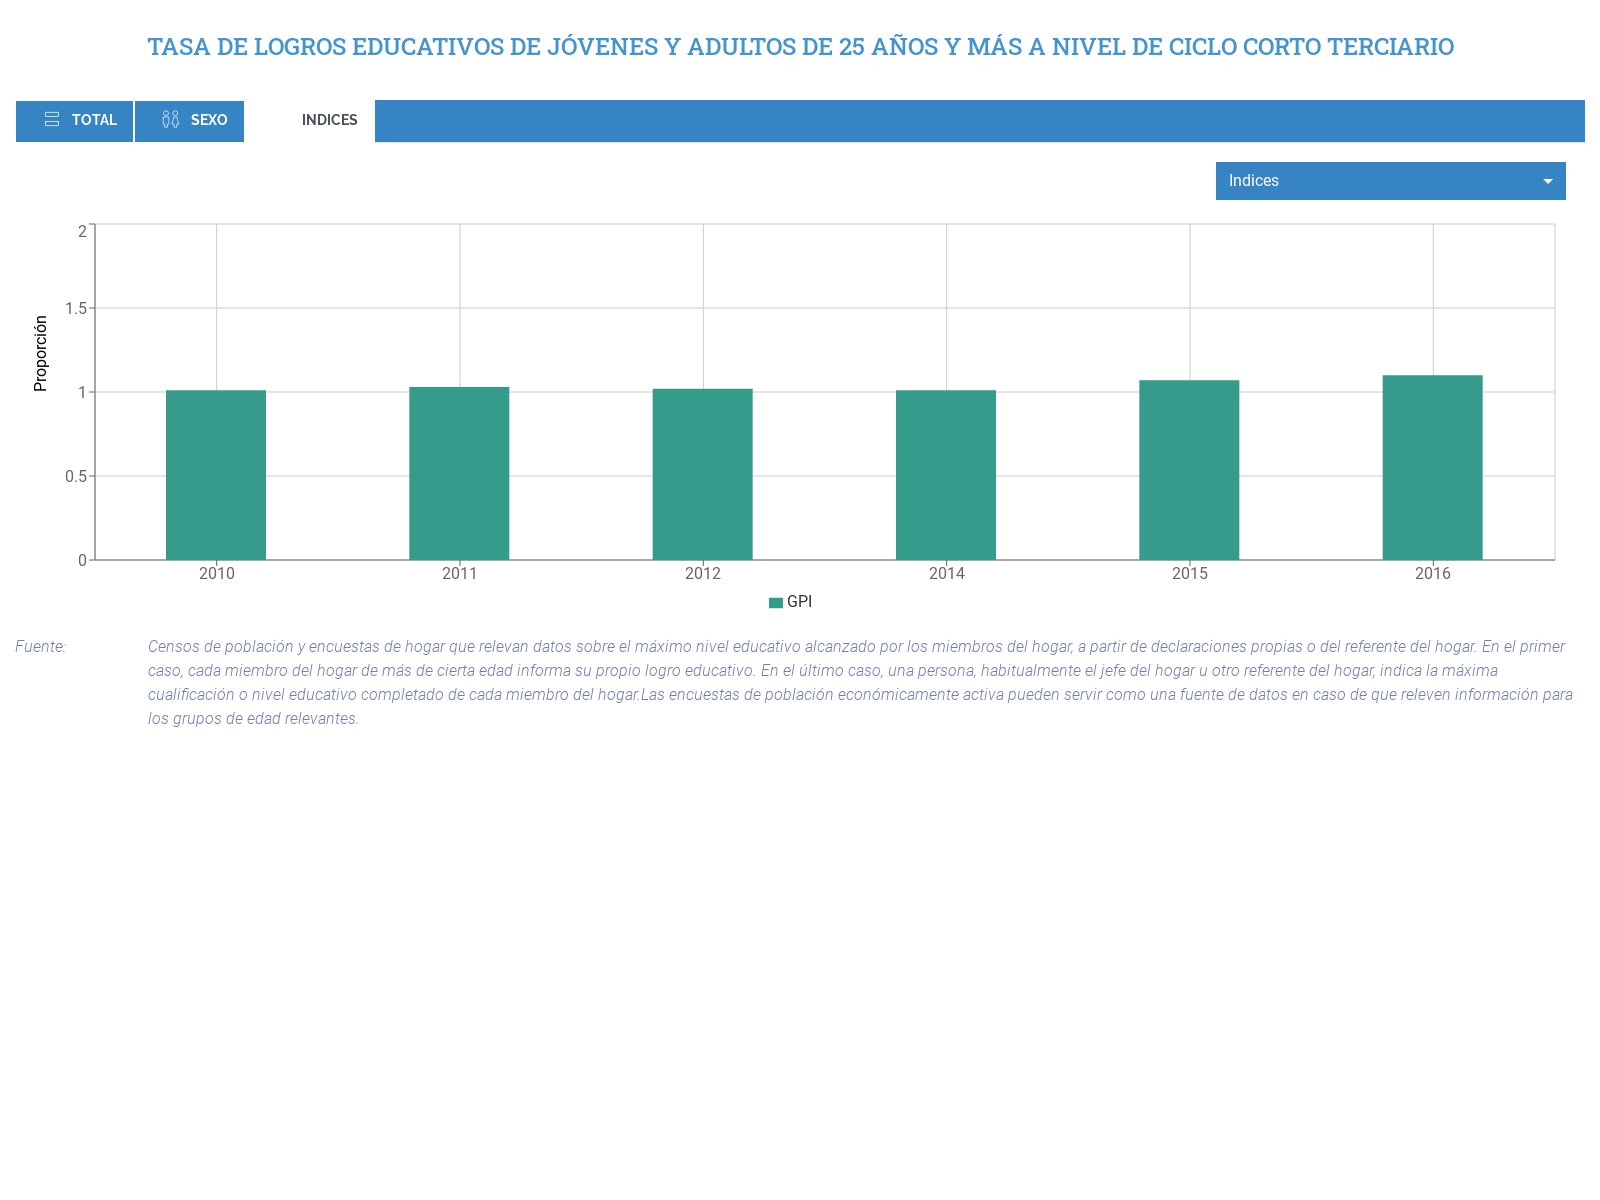 TASA DE LOGROS EDUCATIVOS DE JÓVENES Y ADULTOS DE 25 AÑOS Y MÁS A NIVEL DE CICLO CORTO TERCIARIO
TOTAL SEXO INDICES
Indices
Proporción
2
1.5
1
0.5
0
2010 2011 2012 2014 2015 2016
GPI
Fuente: Censos de población y encuestas de hogar que relevan datos sobre el máximo nivel educativo alcanzado por los miembros del hogar, a partir de declaraciones propias o del referente del hogar. En el primer
caso, cada miembro del hogar de más de cierta edad informa su propio logro educativo. En el último caso, una persona, habitualmente el jefe del hogar u otro referente del hogar, indica la máxima
cualificación o nivel educativo completado de cada miembro del hogar.Las encuestas de población económicamente activa pueden servir como una fuente de datos en caso de que releven información para
los grupos de edad relevantes.